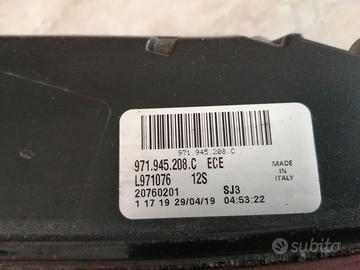 971.945.208.C
971.945.208.C ECE
MADE
IN
ITALY
L971076 12S
20760201 SJ3
1 17 19 29/04/19 04:53:22
subito